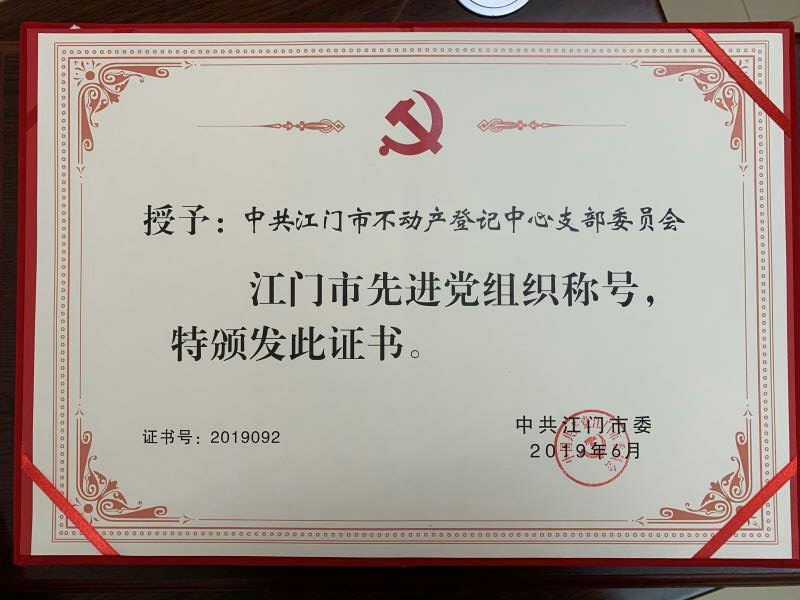 授予：中共江门市不动产登记中心支部委员会
江门市先进党组织称号，
特颁发此证书。
证书号：2019092
中共江门市委
2019年6月